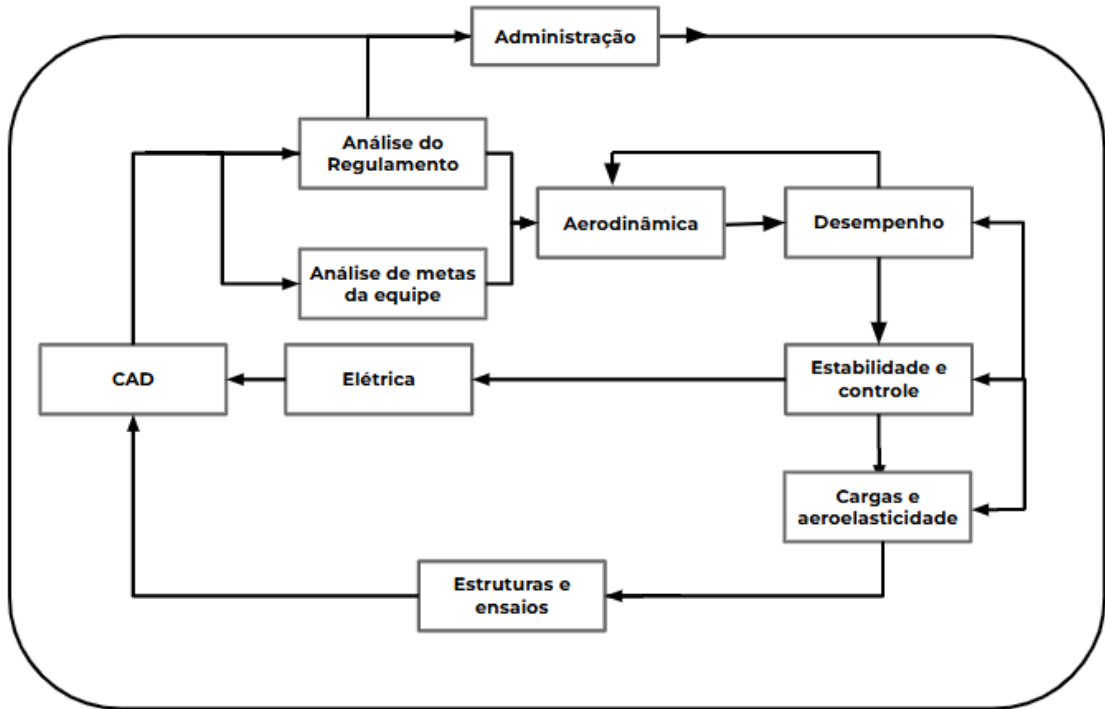 Administração
Análise do
Regulamento
Aerodinâmica
Desempenho
Análise de metas
da equipe
CAD
Elétrica
Estabilidade e
controle
Cargas e
aeroelasticidade
Estruturas e
ensaios